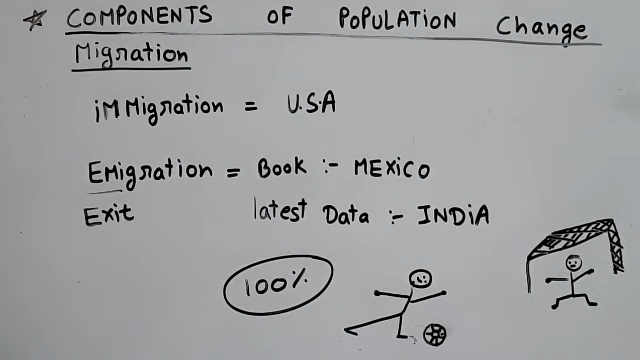 * COMPONENTS OF POPULATION Change
Migration
iMMigration = U.S.A
EMigration = Book :- MEXiCO
Exit latest Data :- INDiA
100%